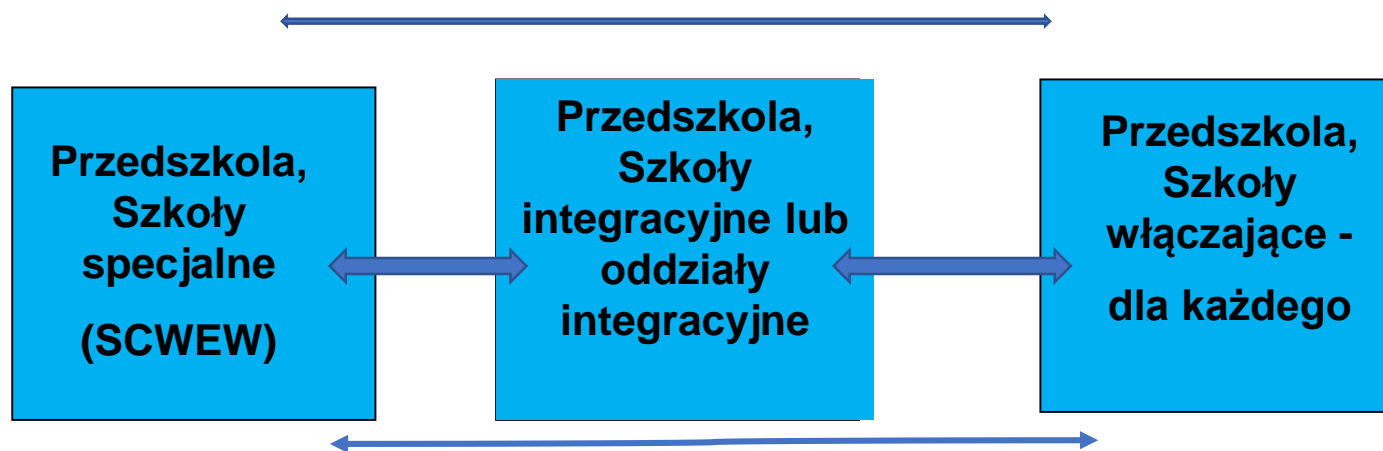 Przedszkola,
Szkoły
specjalne
(SCWEW)
Przedszkola,
Szkoły
integracyjne lub
oddziały
integracyjne
Przedszkola,
Szkoły
włączające -
dla każdego